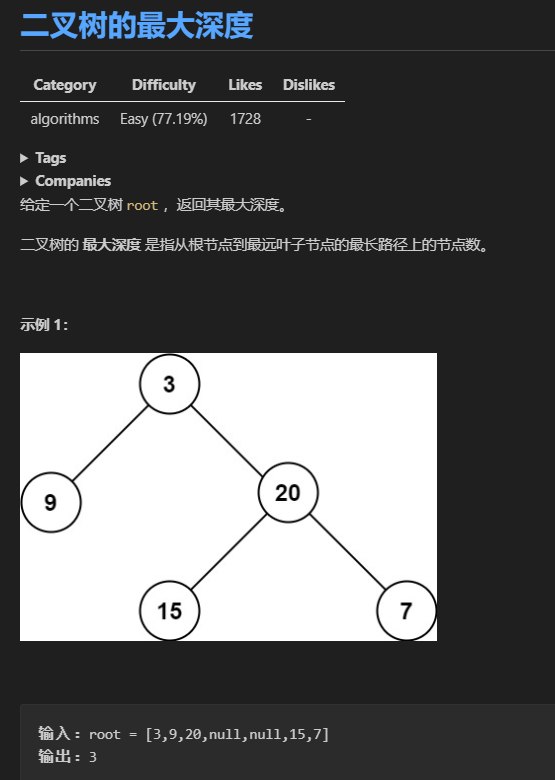 二叉树的最大深度
Category Difficulty Likes Dislikes
algorithms Easy (77.19%) 1728 -
Tags
Companies
给定一个二叉树 root ，返回其最大深度。
二叉树的 最大深度 是指从根节点到最远叶子节点的最长路径上的节点数。
示例 1：
3
9
20
15
7
输入：root = [3,9,20,null,null,15,7]
输出：3